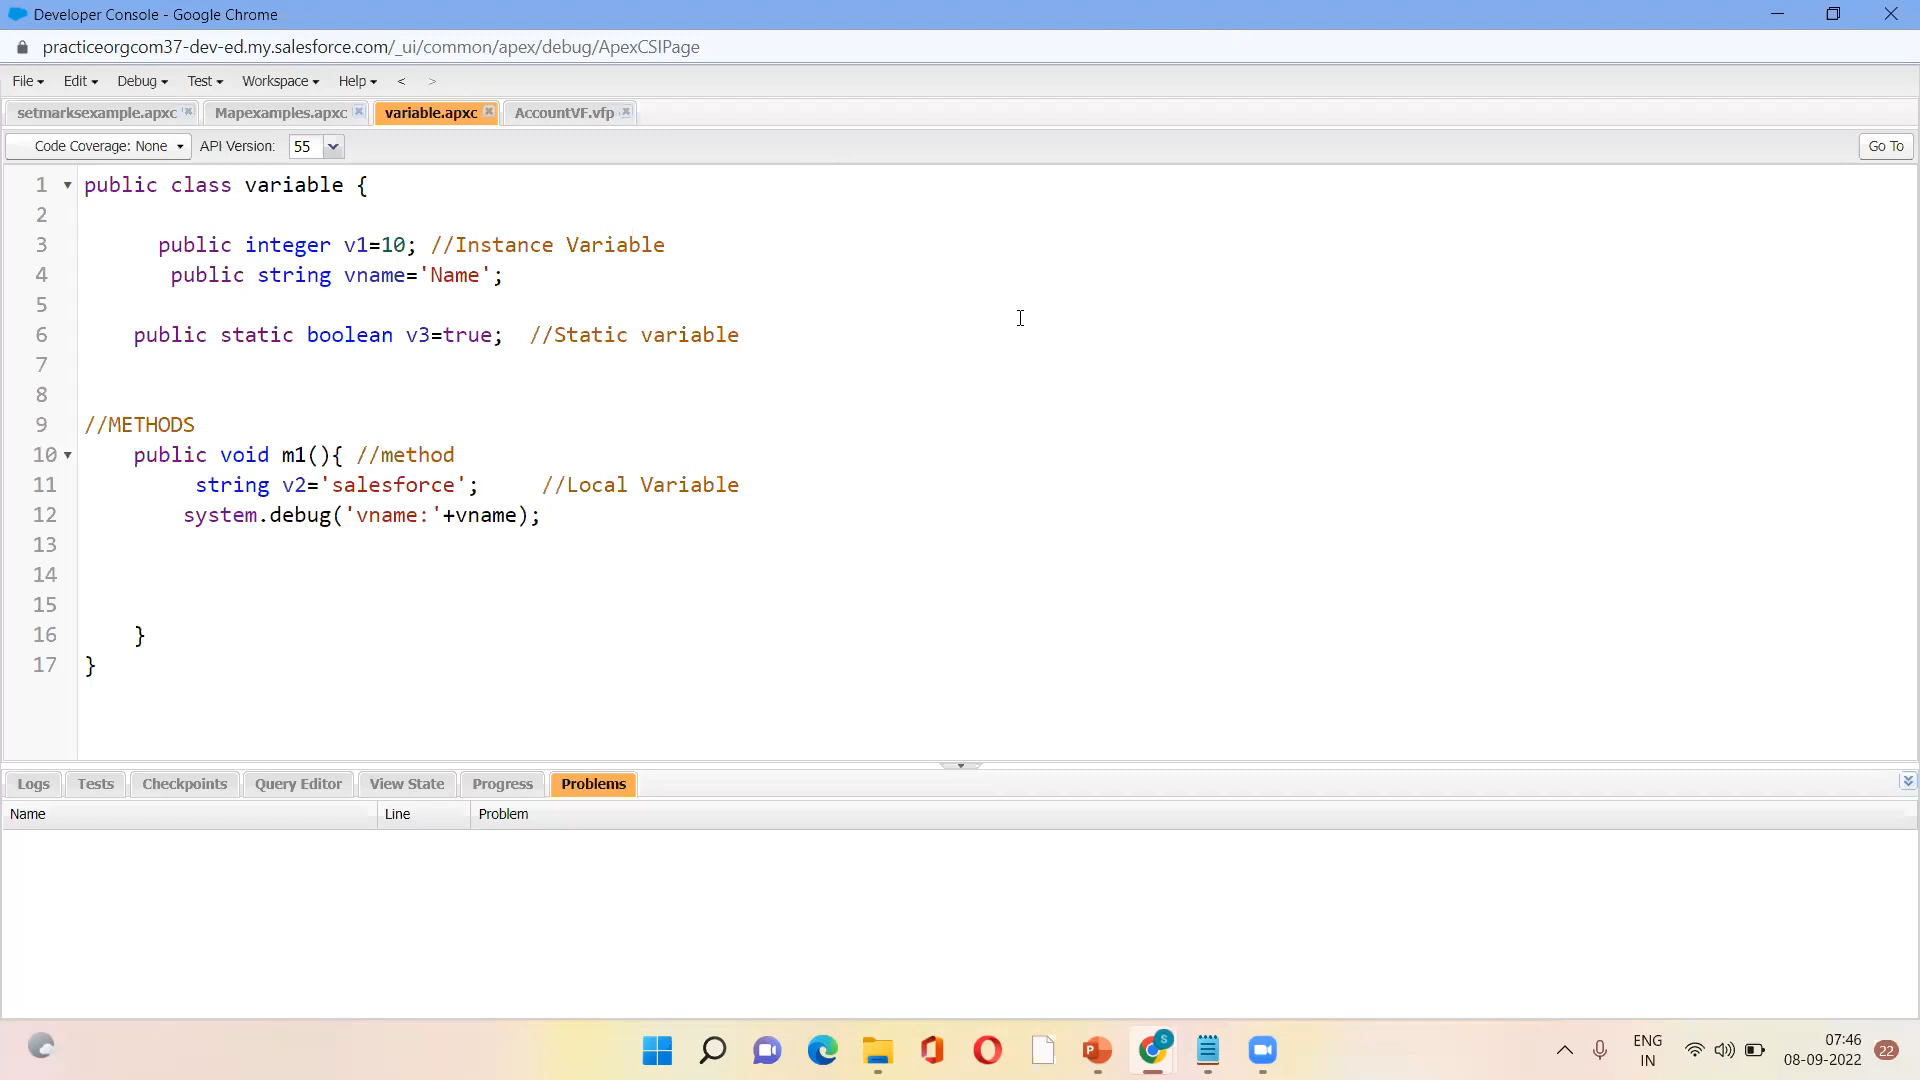 Developer Console - Google Chrome
practiceorgcom37-dev-ed.my.salesforce.com/_ui/common/apex/debug/ApexCSIPage
File Edit Debug Test Workspace Help < >
setmarksexample.apxc Mapexamples.apxc variable.apxc AccountVF.vfp
Code Coverage: None API Version: 55 Go To
1 public class variable {
2
3 public integer v1=10; //Instance Variable
4 public string vname='Name';
5
6 public static boolean v3=true; //Static variable
7
8
9 //METHODS
10 public void m1(){ //method
11 string v2='salesforce'; //Local Variable
12 system.debug('vname:'+vname);
13
14
15
16 }
17 }
Logs Tests Checkpoints Query Editor View State Progress Problems
Name Line Problem
S
P
ENG
IN
07:46
08-09-2022
22